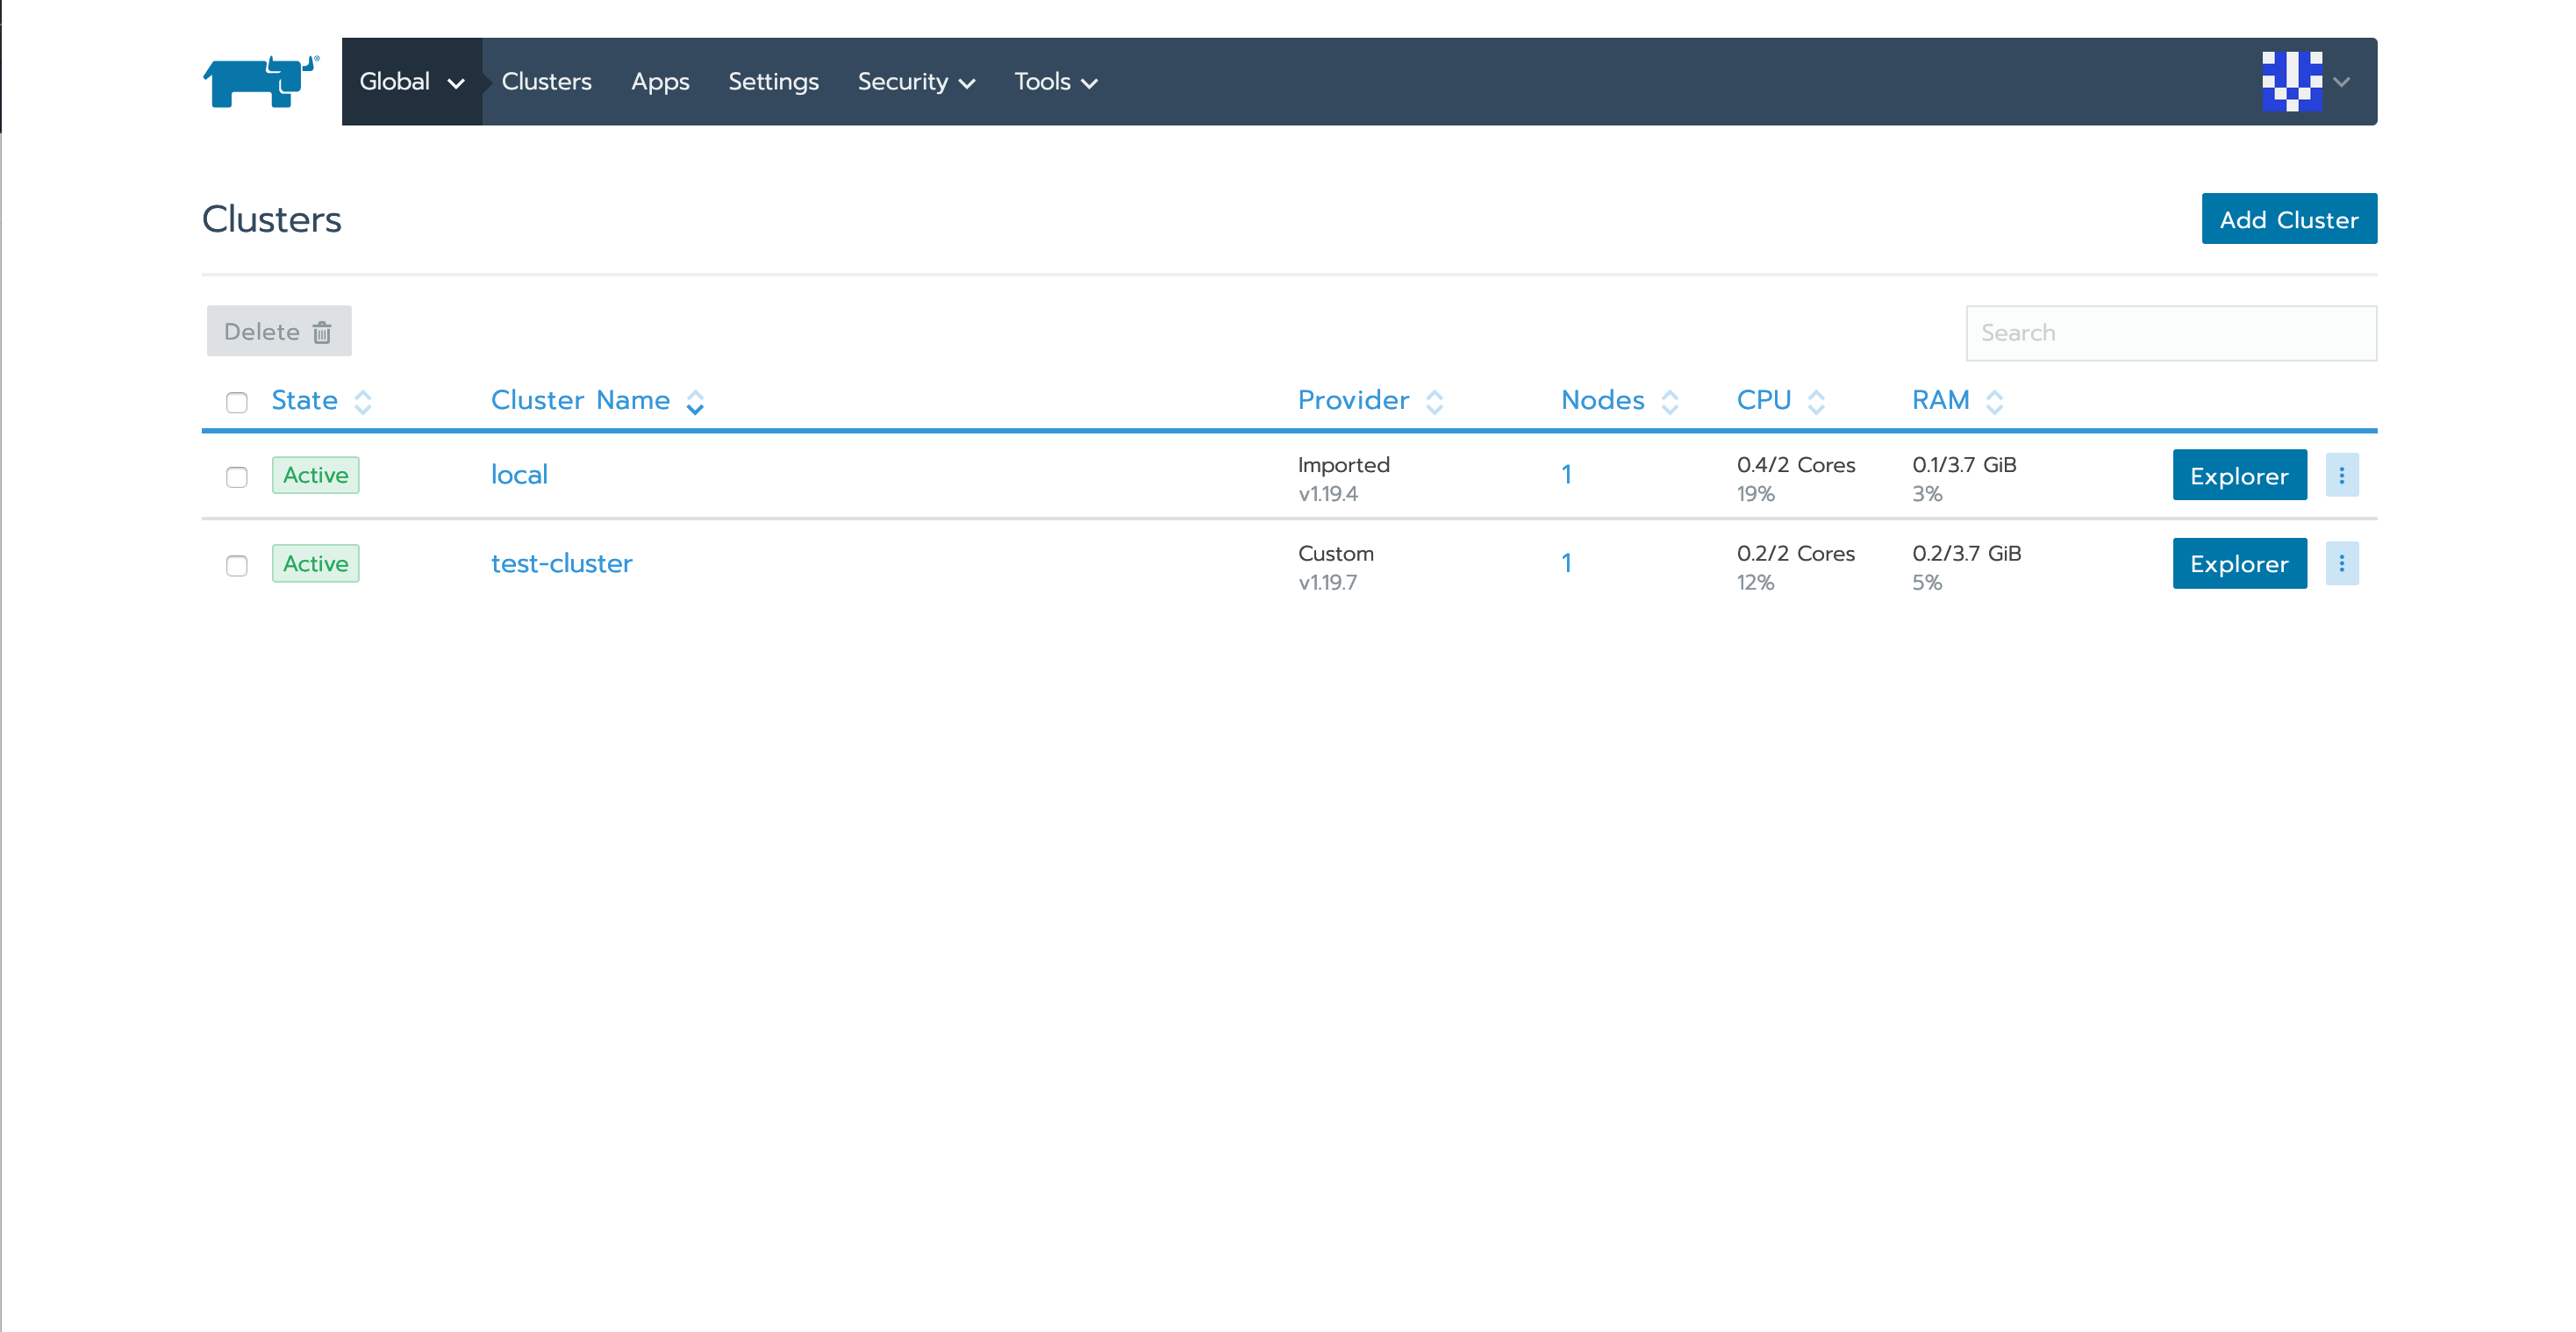 Global Clusters Apps Settings Security Tools
Clusters
Add Cluster
Delete
Search
State Cluster Name Provider Nodes CPU RAM
Active local Imported 1 0.4/2 Cores 0.1/3.7 GiB Explorer
v1.19.4 19% 3%
Active test-cluster Custom 1 0.2/2 Cores 0.2/3.7 GiB Explorer
v1.19.7 12% 5%